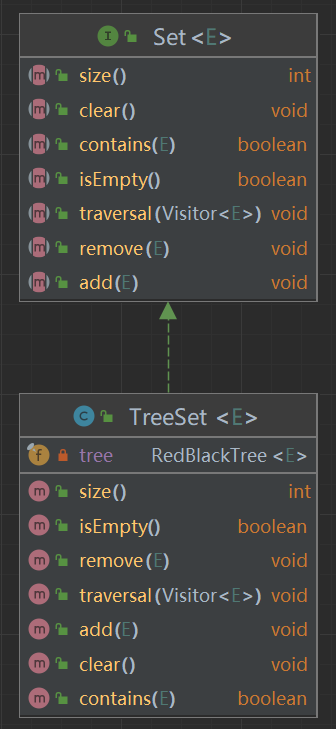 I Set<E>
m size() int
m clear() void
m contains(E) boolean
m isEmpty() boolean
m traversal(Visitor<E>) void
m remove(E) void
m add(E) void
C TreeSet<E>
f tree RedBlackTree<E>
m size() int
m isEmpty() boolean
m remove(E) void
m traversal(Visitor<E>) void
m add(E) void
m clear() void
m contains(E) boolean